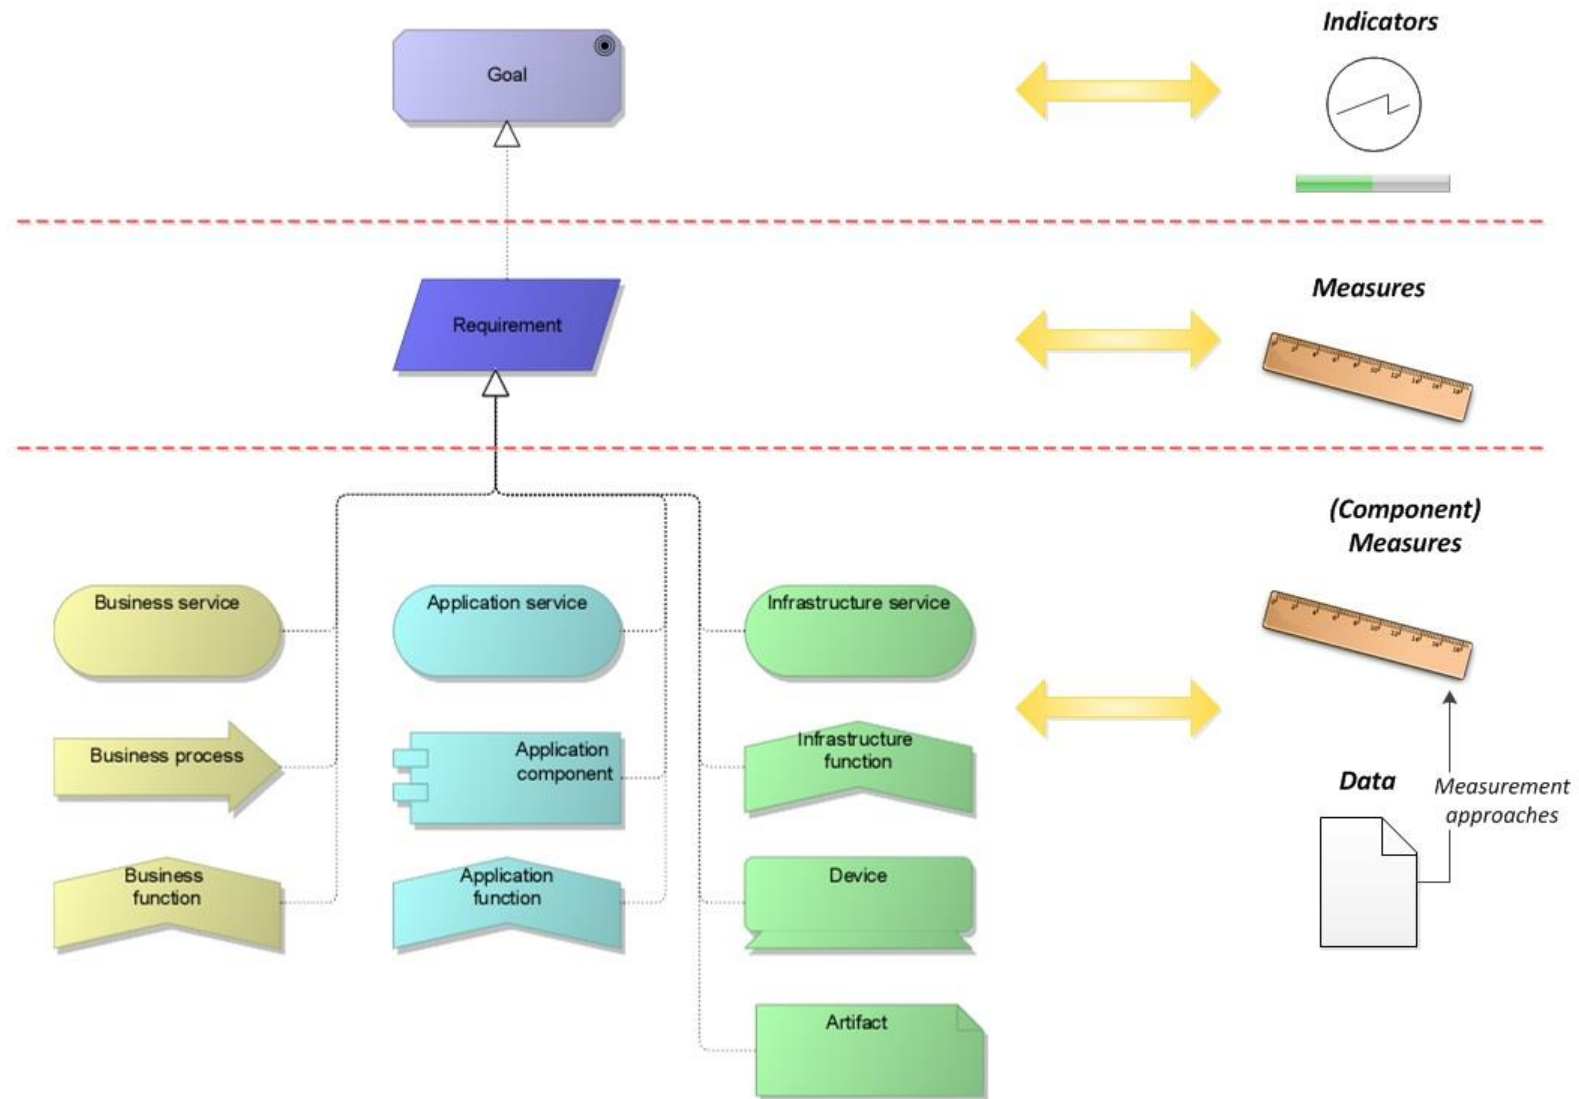 Indicators
Goal
Measures
Requirement
(Component)
Measures
Business service
Application service
Infrastructure service
Business process
Application
component
Infrastructure
function
Data
Measurement
approaches
Business
function
Application
function
Device
Artifact